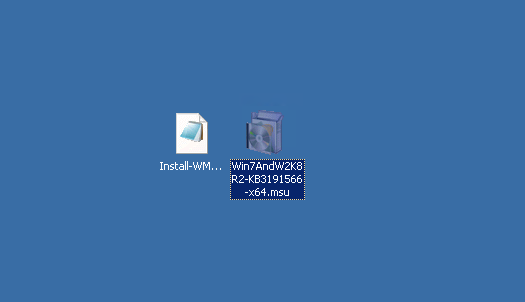 Install-WM...
Win7AndW2K8
R2-KB3191566
-x64.msu